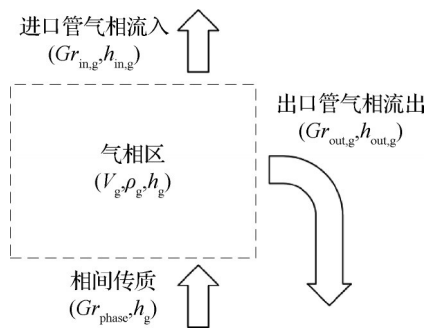 进口管气相流入
(Gr_in,g,h_in,g)
出口管气相流出
(Gr_out,g,h_out,g)
气相区
(V_g,ρ_g,h_g)
相间传质
(Gr_phase,h_g)